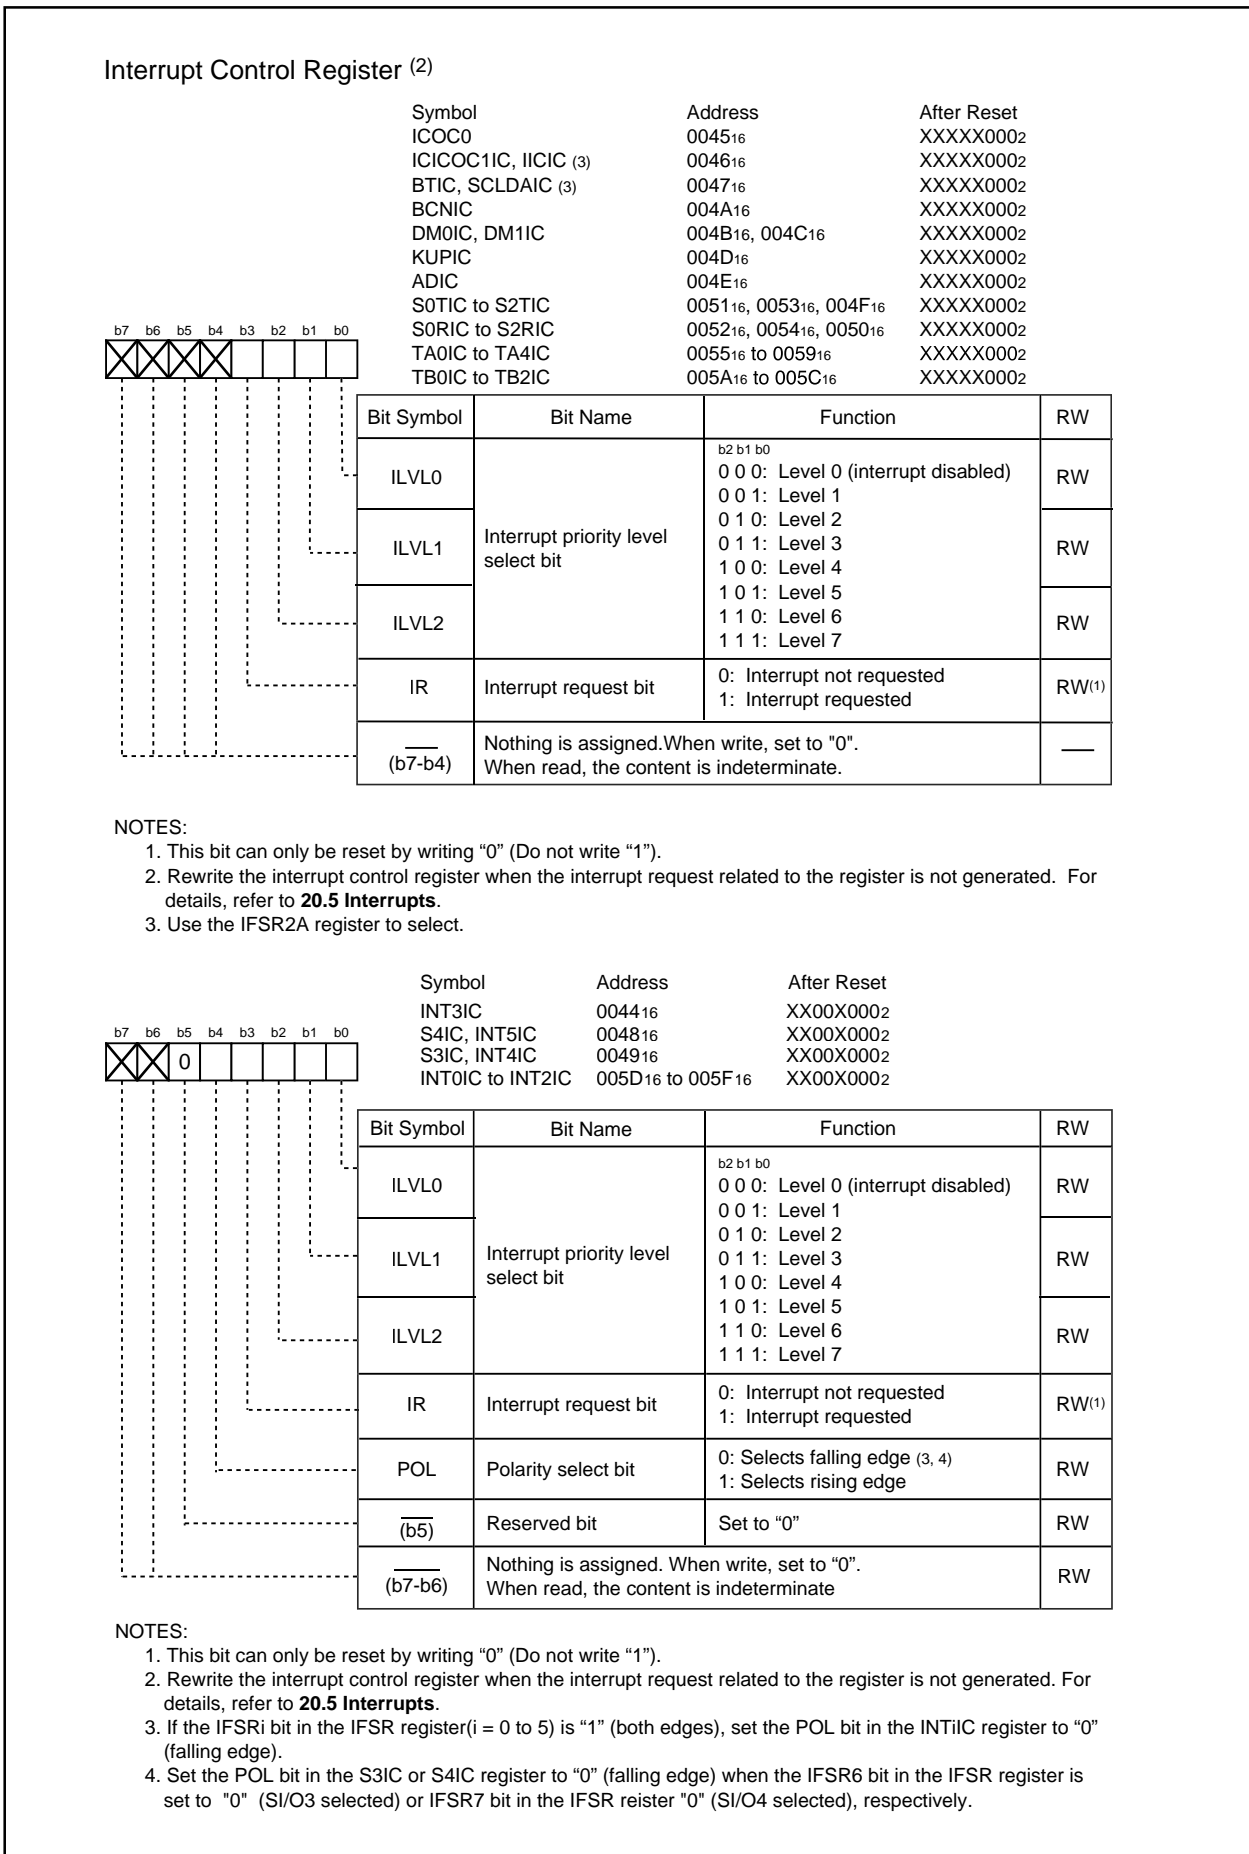 Interrupt Control Register (2)
Symbol Address After Reset
ICOC0 004516 XXXXX0002
ICICOC1IC, IICIC (3) 004616 XXXXX0002
BTIC, SCLDAIC (3) 004716 XXXXX0002
BCNIC 004A16 XXXXX0002
DM0IC, DM1IC 004B16, 004C16 XXXXX0002
KUPIC 004D16 XXXXX0002
ADIC 004E16 XXXXX0002
S0TIC to S2TIC 005116, 005316, 004F16 XXXXX0002
S0RIC to S2RIC 005216, 005416, 005016 XXXXX0002
TA0IC to TA4IC 005516 to 005916 XXXXX0002
TB0IC to TB2IC 005A16 to 005C16 XXXXX0002
b7 b6 b5 b4 b3 b2 b1 b0
Bit Symbol Bit Name Function RW
b2 b1 b0
ILVL0 0 0 0: Level 0 (interrupt disabled) RW
0 0 1: Level 1
0 1 0: Level 2
ILVL1 Interrupt priority level 0 1 1: Level 3 RW
select bit 1 0 0: Level 4
1 0 1: Level 5
ILVL2 1 1 0: Level 6 RW
1 1 1: Level 7
IR Interrupt request bit 0: Interrupt not requested RW(1)
1: Interrupt requested
(b7-b4) Nothing is assigned.When write, set to "0". —
When read, the content is indeterminate.
NOTES:
1. This bit can only be reset by writing “0” (Do not write “1”).
2. Rewrite the interrupt control register when the interrupt request related to the register is not generated. For
details, refer to 20.5 Interrupts.
3. Use the IFSR2A register to select.
Symbol Address After Reset
INT3IC 004416 XX00X0002
S4IC, INT5IC 004816 XX00X0002
S3IC, INT4IC 004916 XX00X0002
INT0IC to INT2IC 005D16 to 005F16 XX00X0002
b7 b6 b5 b4 b3 b2 b1 b0
0
Bit Symbol Bit Name Function RW
b2 b1 b0
ILVL0 0 0 0: Level 0 (interrupt disabled) RW
0 0 1: Level 1
0 1 0: Level 2
ILVL1 Interrupt priority level 0 1 1: Level 3 RW
select bit 1 0 0: Level 4
1 0 1: Level 5
ILVL2 1 1 0: Level 6 RW
1 1 1: Level 7
IR Interrupt request bit 0: Interrupt not requested RW(1)
1: Interrupt requested
POL Polarity select bit 0: Selects falling edge (3, 4) RW
1: Selects rising edge
(b5) Reserved bit Set to “0” RW
(b7-b6) Nothing is assigned. When write, set to “0”. RW
When read, the content is indeterminate
NOTES:
1. This bit can only be reset by writing “0” (Do not write “1”).
2. Rewrite the interrupt control register when the interrupt request related to the register is not generated. For
details, refer to 20.5 Interrupts.
3. If the IFSRi bit in the IFSR register(i = 0 to 5) is “1” (both edges), set the POL bit in the INTiIC register to “0”
(falling edge).
4. Set the POL bit in the S3IC or S4IC register to “0” (falling edge) when the IFSR6 bit in the IFSR register is
set to "0" (SI/O3 selected) or IFSR7 bit in the IFSR reister "0" (SI/O4 selected), respectively.